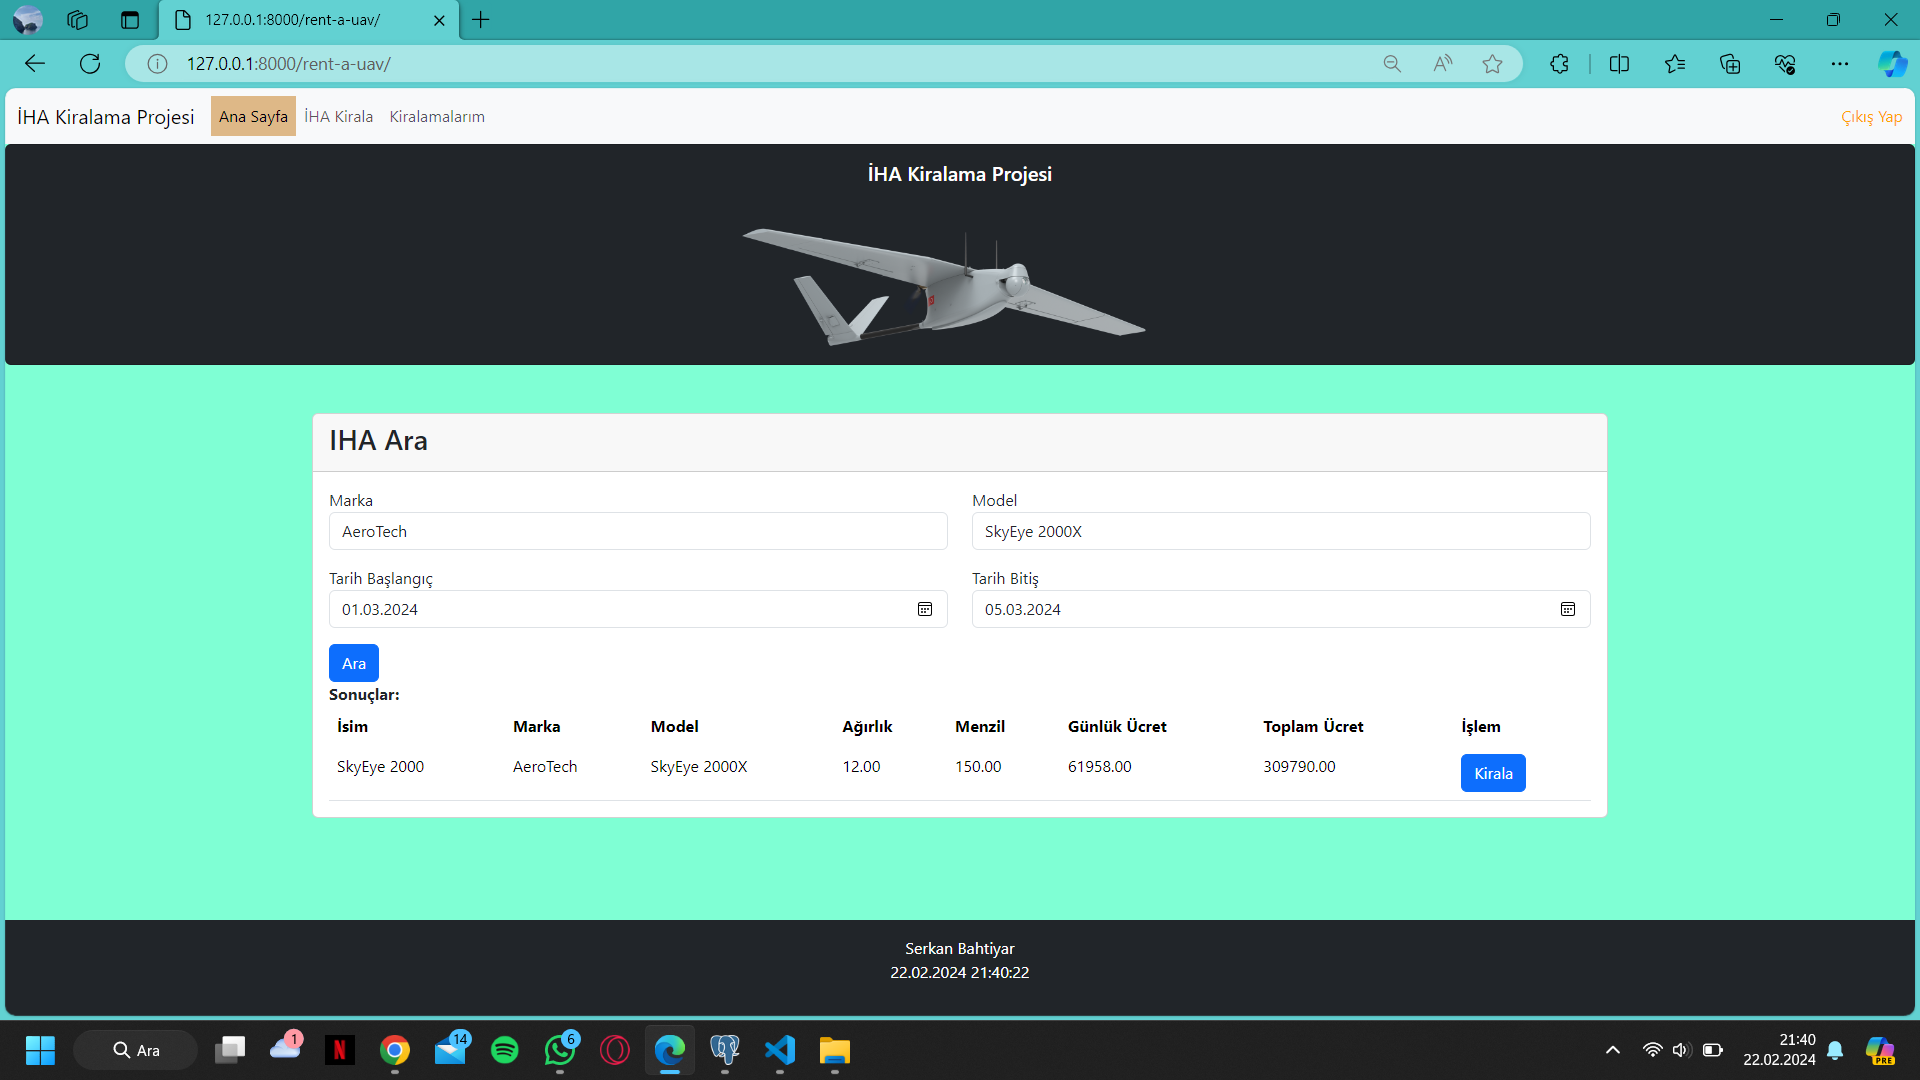 127.0.0.1:8000/rent-a-uav/
127.0.0.1:8000/rent-a-uav/
İHA Kiralama Projesi Ana Sayfa İHA Kirala Kiralamalarım Çıkış Yap
İHA Kiralama Projesi
IHA Ara
Marka Model
AeroTech SkyEye 2000X
Tarih Başlangıç Tarih Bitiş
01.03.2024 05.03.2024
Ara
Sonuçlar:
İsim Marka Model Ağırlık Menzil Günlük Ücret Toplam Ücret İşlem
SkyEye 2000 AeroTech SkyEye 2000X 12.00 150.00 61958.00 309790.00 Kirala
Serkan Bahtiyar
22.02.2024 21:40:22
Ara 1 N 14 6 21:40
22.02.2024 PRE